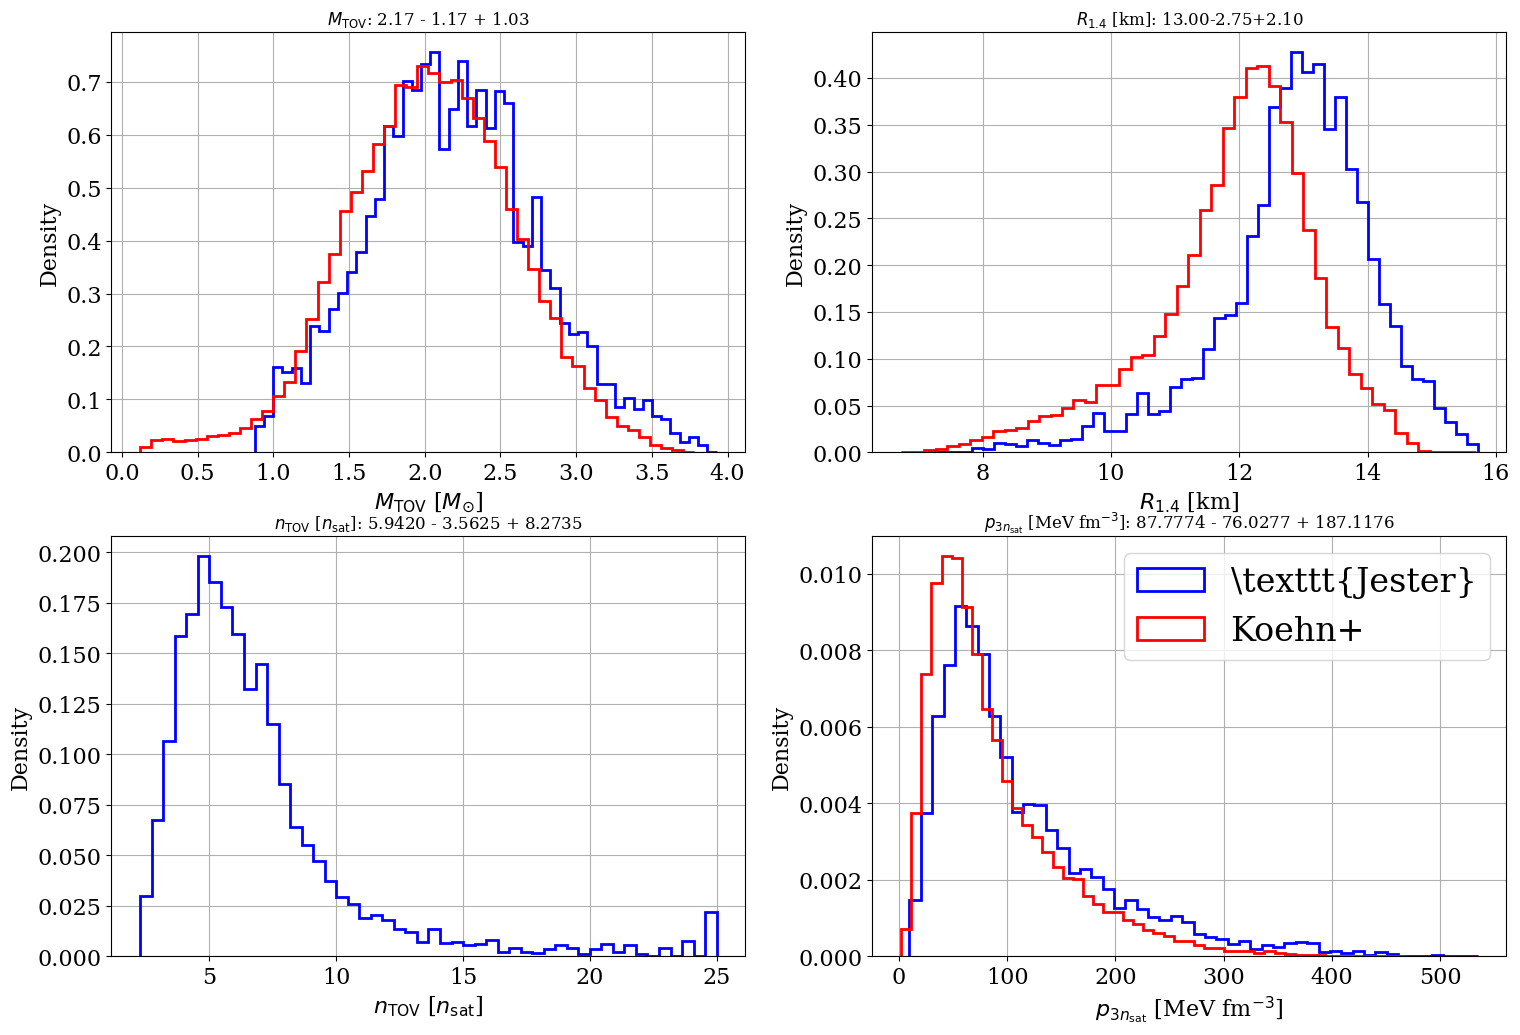 M_TOV: 2.17 - 1.17 + 1.03
R_1.4 [km]: 13.00-2.75+2.10
Density
0.7
0.6
0.5
0.4
0.3
0.2
0.1
0.0
0.0 0.5 1.0 1.5 2.0 2.5 3.0 3.5 4.0
M_TOV [M_⊙]
Density
0.40
0.35
0.30
0.25
0.20
0.15
0.10
0.05
0.00
8 10 12 14 16
R_1.4 [km]
n_TOV [n_sat]: 5.9420 - 3.5625 + 8.2735
p_3n_sat [MeV fm⁻³]: 87.7774 - 76.0277 + 187.1176
Density
0.200
0.175
0.150
0.125
0.100
0.075
0.050
0.025
0.000
5 10 15 20 25
n_TOV [n_sat]
Density
0.010
0.008
0.006
0.004
0.002
0.000
0 100 200 300 400 500
p_3n_sat [MeV fm⁻³]
\texttt{Jester}
Koehn+